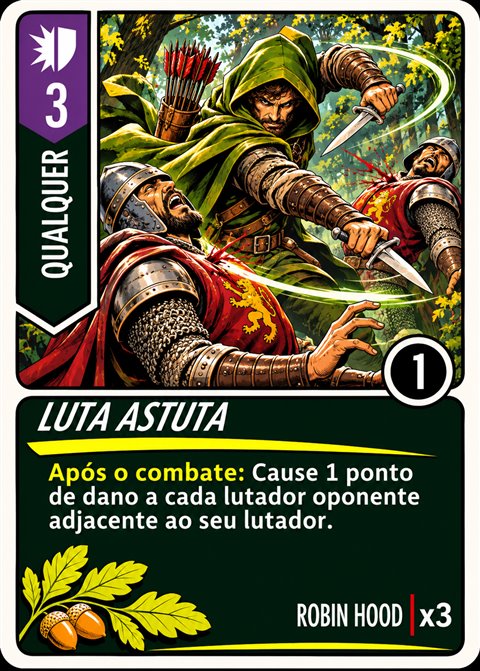 3
QUALQUER
1
LUTA ASTUTA
Após o combate: Cause 1 ponto
de dano a cada lutador oponente
adjacente ao seu lutador.
ROBIN HOOD x3